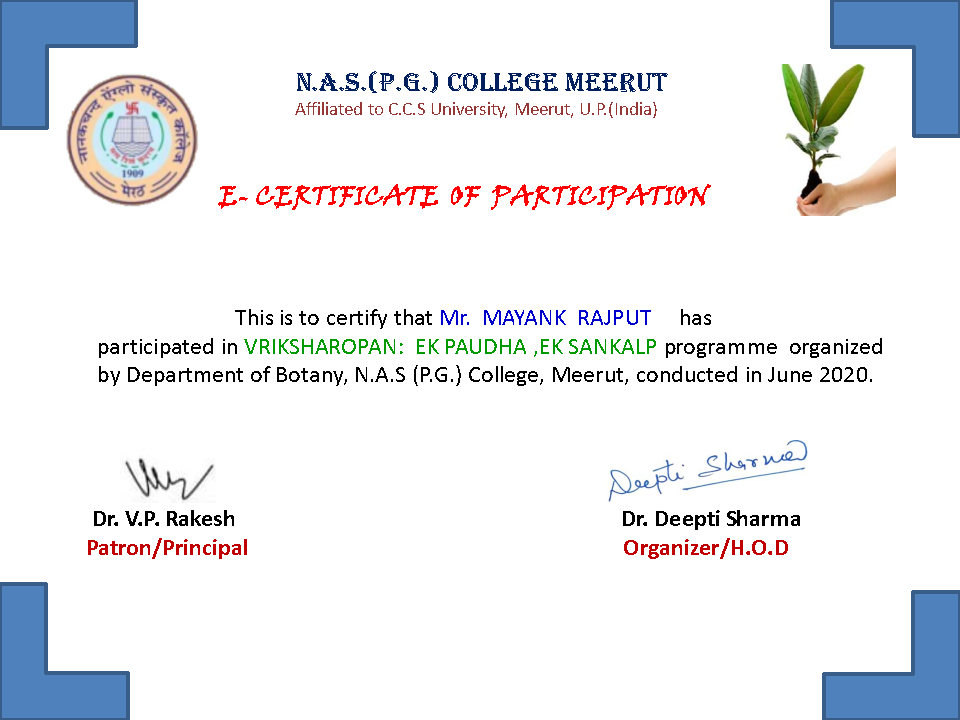 N.A.S.(P.G.) COLLEGE MEERUT
Affiliated to C.C.S University, Meerut, U.P.(India)
नानकचन्द ऐंग्लो संस्कृत कॉलेज
1909
मेरठ
E- CERTIFICATE OF PARTICIPATION
This is to certify that Mr. MAYANK RAJPUT has
participated in VRIKSHAROPAN: EK PAUDHA ,EK SANKALP programme organized
by Department of Botany, N.A.S (P.G.) College, Meerut, conducted in June 2020.
Deepti Sharma
Dr. V.P. Rakesh
Dr. Deepti Sharma
Patron/Principal
Organizer/H.O.D